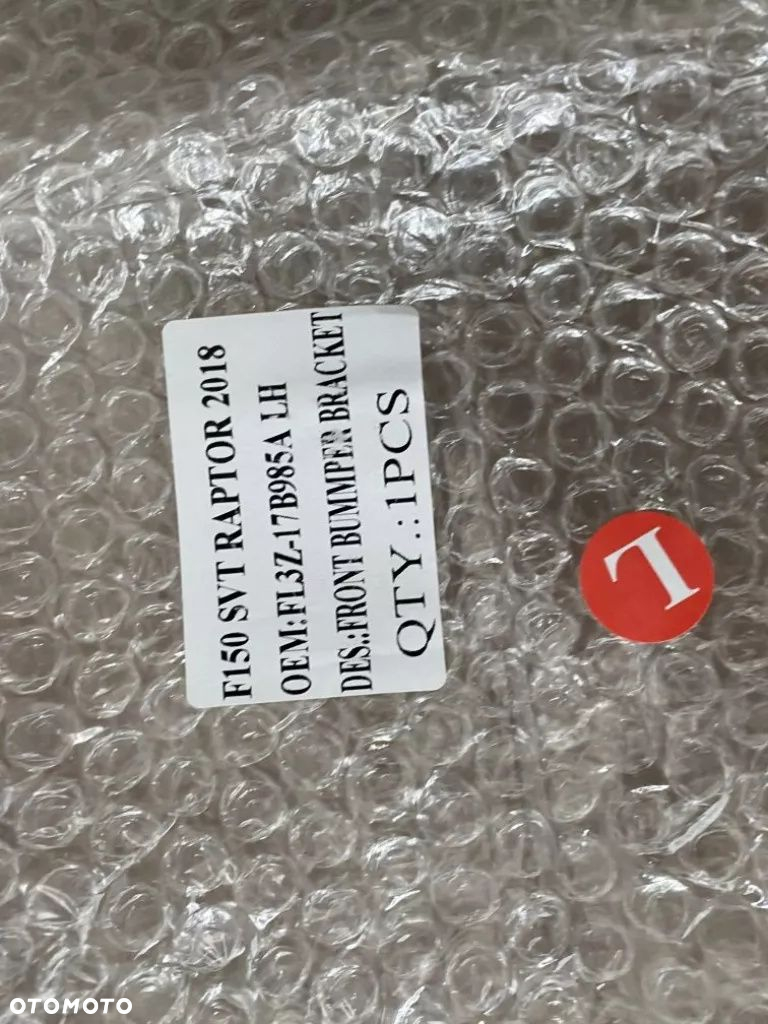 F150 SVT RAPTOR 2018
OEM:FL3Z-17B985A LH
DES.:FRONT BUMMPER BRACKET
QTY.:1PCS
L
OTOMOTO